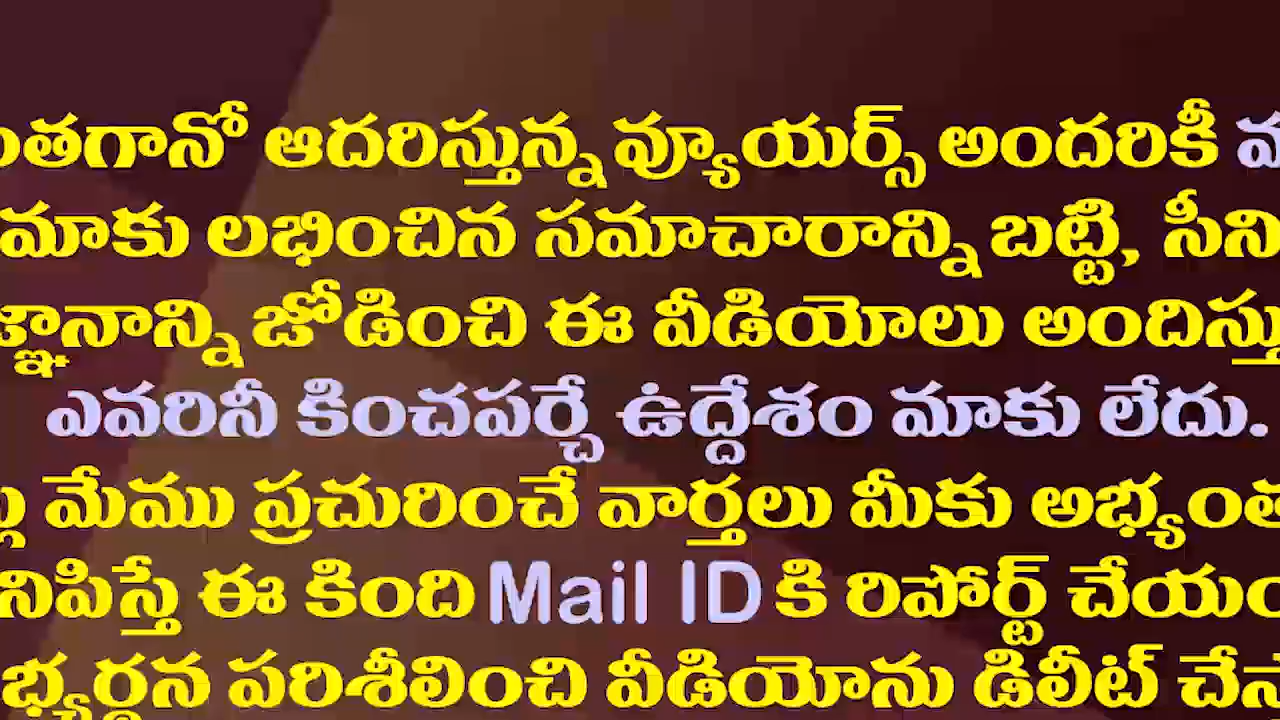 ఆదరిస్తున్న వ్యూయర్స్ అందరికీ
మాకు లభించిన సమాచారాన్ని బట్టి,
జోడించి ఈ వీడియోలు
ఎవరినీ కించపర్చే ఉద్దేశం మాకు లేదు.
మేము ప్రచురించే వార్తలు మీకు
ఈ కింది Mail ID కి రిపోర్ట్
పరిశీలించి వీడియోను డిలీట్